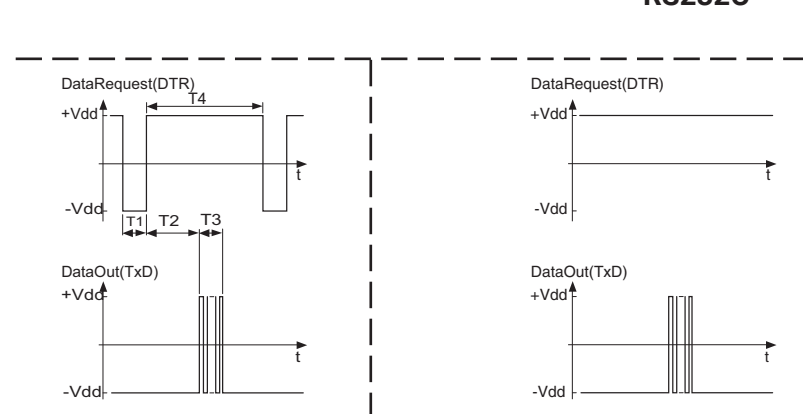 DataRequest(DTR)
T4
+Vdd
t
-Vdd
T1 T2 T3
DataOut(TxD)
+Vdd
t
-Vdd
DataRequest(DTR)
+Vdd
t
-Vdd
DataOut(TxD)
+Vdd
t
-Vdd